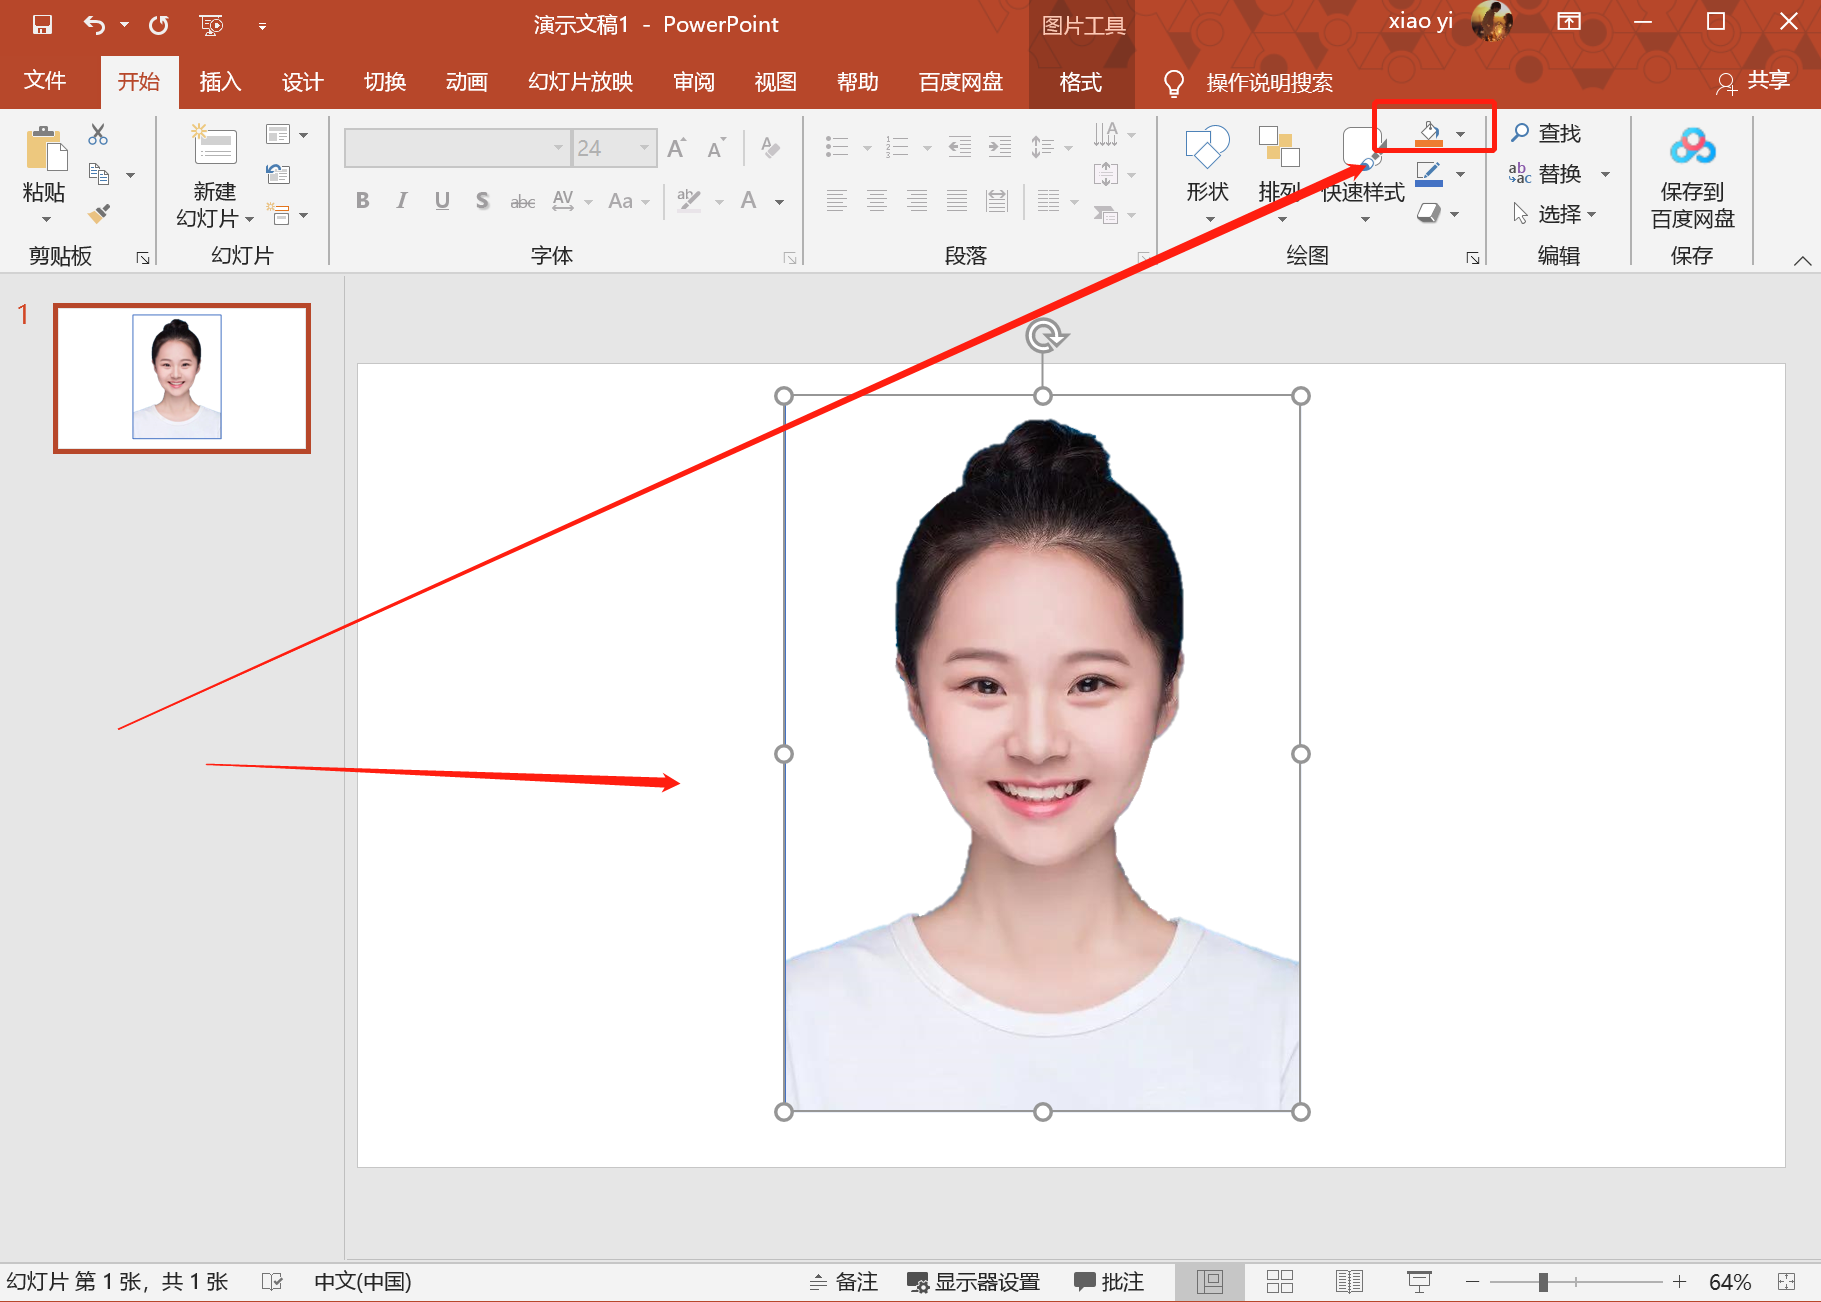 演示文稿1 - PowerPoint
图片工具
xiao yi
文件 开始 插入 设计 切换 动画 幻灯片放映 审阅 视图 帮助 百度网盘 格式 操作说明搜索 共享
粘贴
新建
幻灯片
24
A A
B I U S abc AV Aa ab A
A
形状 排列 快速样式
查找
ab
ac 替换
选择
保存到
百度网盘
剪贴板 幻灯片 字体 段落 绘图 编辑 保存
1
幻灯片 第 1 张，共 1 张 中文(中国) 备注 显示器设置 批注 64%